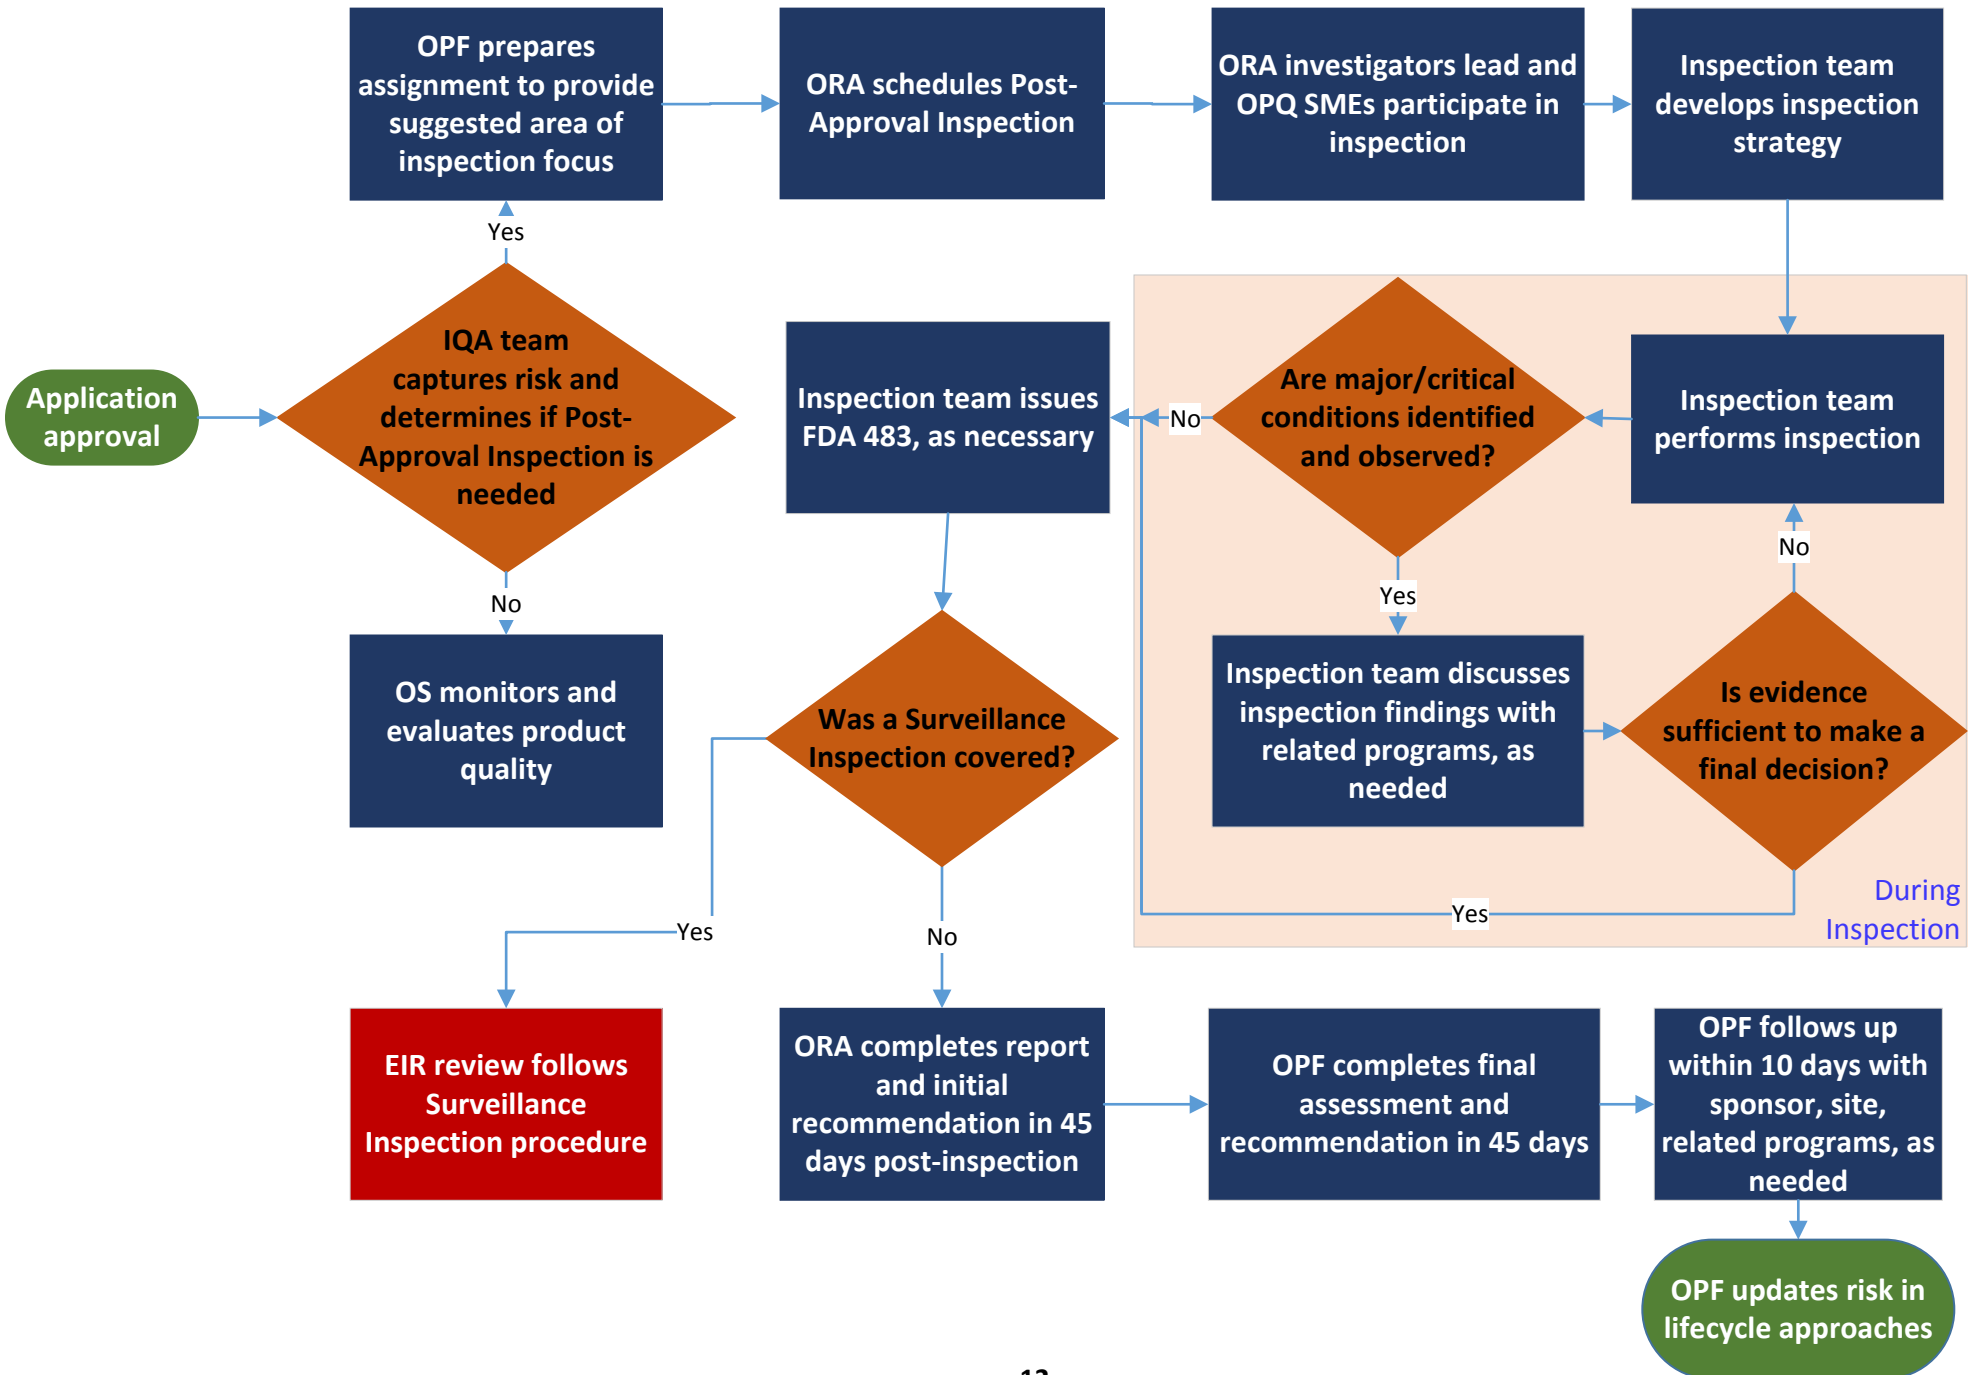 OPF prepares
assignment to provide
suggested area of
inspection focus
ORA schedules Post-
Approval Inspection
ORA investigators lead and
OPQ SMEs participate in
inspection
Inspection team
develops inspection
strategy
Yes
Application
approval
IQA team
captures risk and
determines if Post-
Approval Inspection is
needed
Inspection team issues
FDA 483, as necessary
No
Are major/critical
conditions identified
and observed?
Inspection team
performs inspection
No
Yes
No
OS monitors and
evaluates product
quality
Was a Surveillance
Inspection covered?
Inspection team discusses
inspection findings with
related programs, as
needed
Is evidence
sufficient to make a
final decision?
During
Inspection
Yes
Yes
No
EIR review follows
Surveillance
Inspection procedure
ORA completes report
and initial
recommendation in 45
days post-inspection
OPF completes final
assessment and
recommendation in 45 days
OPF follows up
within 10 days with
sponsor, site,
related programs, as
needed
OPF updates risk in
lifecycle approaches